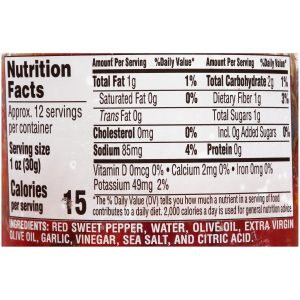 Nutrition
Facts
Approx. 12 servings
per container
Serving size
1 oz (30g)
Calories
per serving 15
Amount Per Serving %Daily Value*
Total Fat 1g 1%
Saturated Fat 0g 0%
Trans Fat 0g
Cholesterol 0mg 0%
Sodium 85mg 4%
Amount Per Serving %Daily Value*
Total Carbohydrate 2g 1%
Dietary Fiber 1g 3%
Total Sugars 1g
Incl. 0g Added Sugars 0%
Protein 0g
Vitamin D 0mcg 0% • Calcium 2mg 0% • Iron 0mg 0%
Potassium 49mg 2%
*The % Daily Value (DV) tells you how much a nutrient in a serving of food
contributes to a daily diet. 2,000 calories a day is used for general nutrition advice.
INGREDIENTS: RED SWEET PEPPER, WATER, OLIVE OIL, EXTRA VIRGIN
OLIVE OIL, GARLIC, VINEGAR, SEA SALT, AND CITRIC ACID.